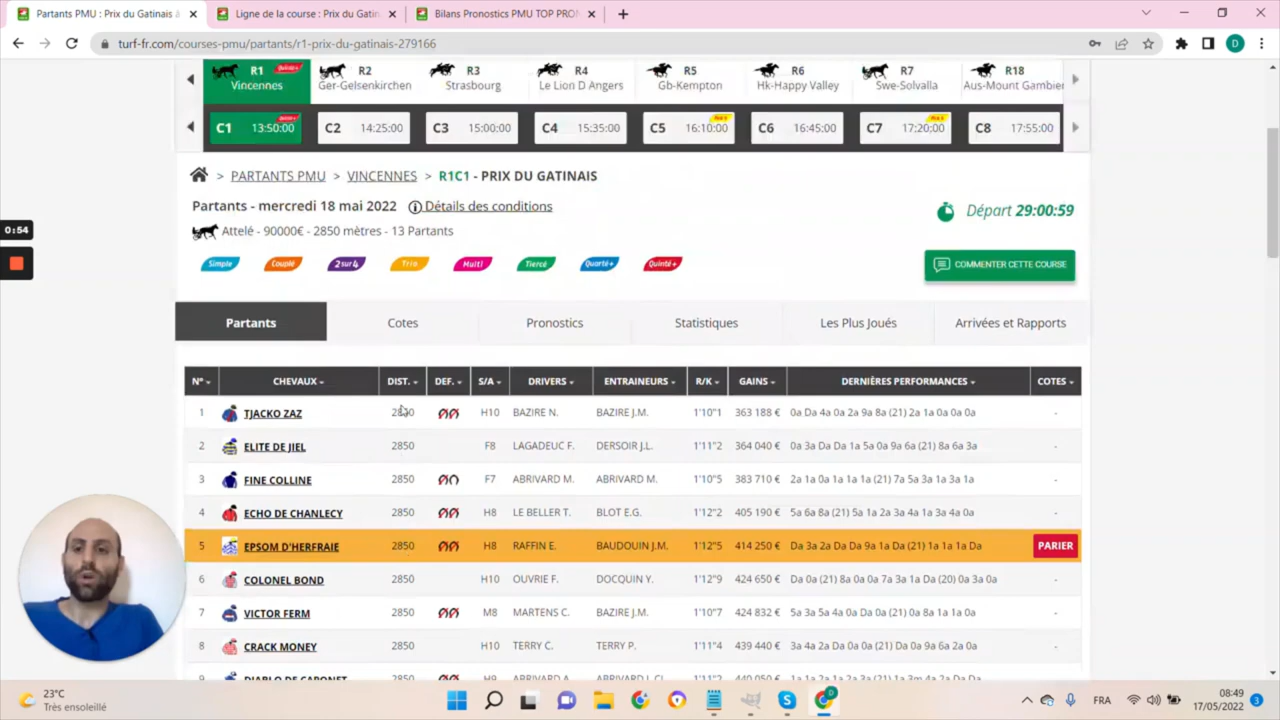 Partants PMU : Prix du Gatinais à
Ligne de la course : Prix du Gatin
Bilans Pronostics PMU TOP PRON
turf-fr.com/courses-pmu/partants/r1-prix-du-gatinais-279166
R1 Vincennes
R2 Ger-Gelsenkirchen
R3 Strasbourg
R4 Le Lion D Angers
R5 Gb-Kempton
R6 Hk-Happy Valley
R7 Swe-Solvalla
R18 Aus-Mount Gambier
C1 13:50:00 C2 14:25:00 C3 15:00:00 C4 15:35:00 C5 16:10:00 C6 16:45:00 C7 17:20:00 C8 17:55:00
> PARTANTS PMU > VINCENNES > R1C1 - PRIX DU GATINAIS
Partants - mercredi 18 mai 2022 Détails des conditions
Départ 29:00:59
Attelé - 90000€ - 2850 mètres - 13 Partants
0:54
Simple Couplé 2sur4 Trio Multi Tiercé Quarté+ Quinté+
COMMENTER CETTE COURSE
Partants Cotes Pronostics Statistiques Les Plus Joués Arrivées et Rapports
N° CHEVAUX DIST. DEF. S/A DRIVERS ENTRAINEURS R/K GAINS DERNIÈRES PERFORMANCES COTES
1 TJACKO ZAZ 2850 H10 BAZIRE N. BAZIRE J.M. 1'10"1 363 188 € 0a Da 4a 0a 2a 9a 8a (21) 2a 1a 0a 0a 0a -
2 ELITE DE JIEL 2850 F8 LAGADEUC F. DERSOIR J.L. 1'11"2 364 040 € 0a 3a Da Da 1a 5a 0a 9a 6a (21) 8a 6a 3a -
3 FINE COLLINE 2850 F7 ABRIVARD M. ABRIVARD M. 1'10"5 383 710 € 2a 1a 0a 1a 1a 1a (21) 7a 5a 3a 1a 3a 1a -
4 ECHO DE CHANLECY 2850 H8 LE BELLER T. BLOT E.G. 1'12"2 405 190 € 5a 6a 8a (21) 5a 1a 2a 3a 4a 1a 3a 4a 0a -
5 EPSOM D'HERFRAIE 2850 H8 RAFFIN E. BAUDOUIN J.M. 1'12"5 414 250 € Da 3a 2a Da Da 9a 1a Da (21) 1a 1a 1a Da PARIER
6 COLONEL BOND 2850 H10 OUVRIE F. DOCQUIN Y. 1'12"9 424 650 € Da 0a (21) 8a 0a 0a 7a 3a 1a Da (20) 0a 3a 0a -
7 VICTOR FERM 2850 M8 MARTENS C. BAZIRE J.M. 1'10"7 424 832 € 5a 3a 5a 4a 0a Da 0a (21) 0a 8a 1a 1a 0a -
8 CRACK MONEY 2850 H10 TERRY C. TERRY P. 1'11"4 439 440 € 3a 4a 2a Da 0a 0a (21) Da 0a 9a 6a 2a 0a -
23°C
Très ensoleillé
FRA
08:49
17/05/2022
3